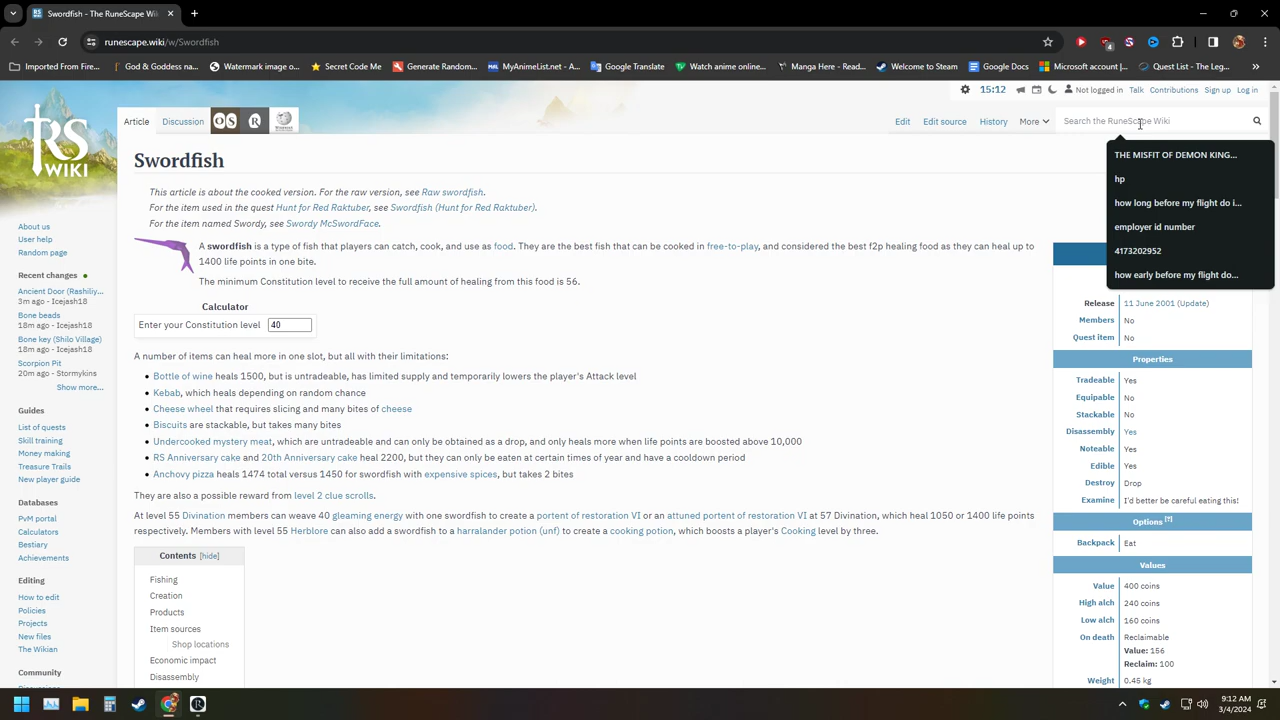 Swordfish - The RuneScape Wiki
runescape.wiki/w/Swordfish
4
Imported From Fire...
God & Goddess na...
Watermark image o...
Secret Code Me
Generate Random...
MyAnimeList.net - O...
Google Translate
Watch anime online...
Manga Here - Read...
Welcome to Steam
Google Docs
Microsoft account |...
Quest List - The Leg...
15:12
Not logged in
Talk
Contributions
Sign up
Log in
RS
WIKI
Article
Discussion
OS
R
Edit
Edit source
History
More
Search the RuneScape Wiki
THE MISFIT OF DEMON KING...
hp
how long before my flight do i...
employer id number
4173202952
how early before my flight do...
Swordfish
This article is about the cooked version. For the raw version, see Raw swordfish.
For the item used in the quest Hunt for Red Raktuber, see Swordfish (Hunt for Red Raktuber).
For the item named Swordy, see Swordy McSwordFace.
A swordfish is a type of fish that players can catch, cook, and use as food. They are the best fish that can be cooked in free-to-play, and considered the best f2p healing food as they can heal up to
1400 life points in one bite.
The minimum Constitution level to receive the full amount of healing from this food is 56.
Calculator
Enter your Constitution level 40
A number of items can heal more in one slot, but all with their limitations:
Bottle of wine heals 1500, but is untradeable, has limited supply and temporarily lowers the player's Attack level
Kebab, which heals depending on random chance
Cheese wheel that requires slicing and many bites of cheese
Biscuits are stackable, but takes many bites
Undercooked mystery meat, which are untradeable and can only be obtained as a drop, and only heals more when life points are boosted above 10,000
RS Anniversary cake and 20th Anniversary cake heal 2200, but they can only be eaten at certain times of year and have a cooldown period
Anchovy pizza heals 1474 total versus 1450 for swordfish with expensive spices, but takes 2 bites
They are also a possible reward from level 2 clue scrolls.
At level 55 Divination members can weave 40 gleaming energy with one swordfish to create a portent of restoration VI or an attuned portent of restoration VI at 57 Divination, which heal 1050 or 1400 life points
respectively. Members with level 55 Herblore can also add a swordfish to a harralander potion (unf) to create a cooking potion, which boosts a player's Cooking level by three.
Contents [hide]
Fishing
Creation
Products
Item sources
Shop locations
Economic impact
Disassembly
About us
User help
Random page
Recent changes
Ancient Door (Rashiliy...
3m ago - Icejash18
Bone beads
18m ago - Icejash18
Bone key (Shilo Village)
18m ago - Icejash18
Scorpion Pit
20m ago - Stormykins
Show more...
Guides
List of quests
Skill training
Money making
Treasure Trails
New player guide
Databases
PvM portal
Calculators
Bestiary
Achievements
Editing
How to edit
Policies
Projects
New files
The Wikian
Community
Release 11 June 2001 (Update)
Members No
Quest item No
Properties
Tradeable Yes
Equipable No
Stackable No
Disassembly Yes
Noteable Yes
Edible Yes
Destroy Drop
Examine I'd better be careful eating this!
Options [?]
Backpack Eat
Values
Value 400 coins
High alch 240 coins
Low alch 160 coins
On death Reclaimable
Value: 156
Reclaim: 100
Weight 0.45 kg
9:12 AM
3/4/2024